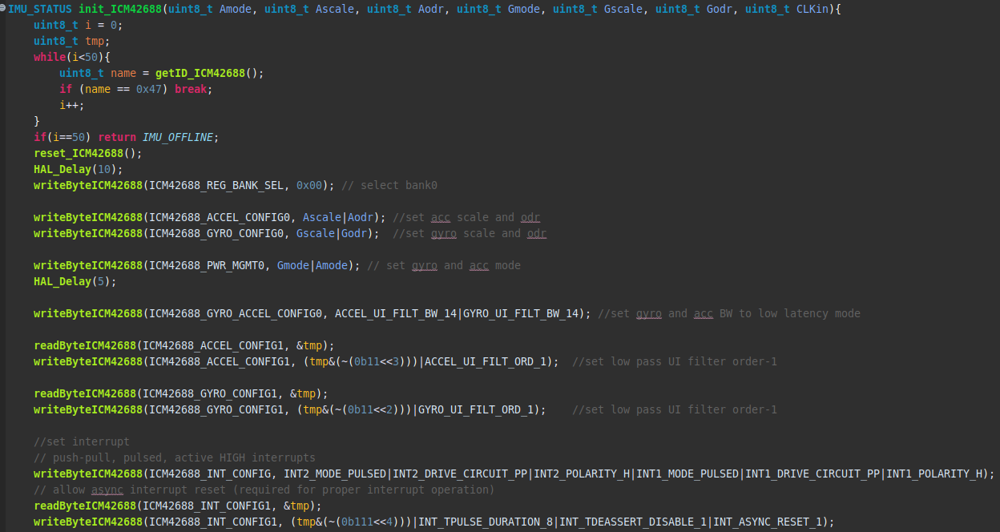 IMU_STATUS init_ICM42688(uint8_t Amode, uint8_t Ascale, uint8_t Aodr, uint8_t Gmode, uint8_t Gscale, uint8_t Godr, uint8_t CLKin){
    uint8_t i = 0;
    uint8_t tmp;
    while(i<50){
        uint8_t name = getID_ICM42688();
        if (name == 0x47) break;
        i++;
    }
    if(i==50) return IMU_OFFLINE;
    reset_ICM42688();
    HAL_Delay(10);
    writeByteICM42688(ICM42688_REG_BANK_SEL, 0x00); // select bank0

    writeByteICM42688(ICM42688_ACCEL_CONFIG0, Ascale|Aodr); //set acc scale and odr
    writeByteICM42688(ICM42688_GYRO_CONFIG0, Gscale|Godr);  //set gyro scale and odr

    writeByteICM42688(ICM42688_PWR_MGMT0, Gmode|Amode); // set gyro and acc mode
    HAL_Delay(5);

    writeByteICM42688(ICM42688_GYRO_ACCEL_CONFIG0, ACCEL_UI_FILT_BW_14|GYRO_UI_FILT_BW_14); //set gyro and acc BW to low latency mode

    readByteICM42688(ICM42688_ACCEL_CONFIG1, &tmp);
    writeByteICM42688(ICM42688_ACCEL_CONFIG1, (tmp&(~(0b11<<3)))|ACCEL_UI_FILT_ORD_1);  //set low pass UI filter order-1

    readByteICM42688(ICM42688_GYRO_CONFIG1, &tmp);
    writeByteICM42688(ICM42688_GYRO_CONFIG1, (tmp&(~(0b11<<2)))|GYRO_UI_FILT_ORD_1);    //set low pass UI filter order-1

    //set interrupt
    // push-pull, pulsed, active HIGH interrupts
    writeByteICM42688(ICM42688_INT_CONFIG, INT2_MODE_PULSED|INT2_DRIVE_CIRCUIT_PP|INT2_POLARITY_H|INT1_MODE_PULSED|INT1_DRIVE_CIRCUIT_PP|INT1_POLARITY_H);
    // allow async interrupt reset (required for proper interrupt operation)
    readByteICM42688(ICM42688_INT_CONFIG1, &tmp);
    writeByteICM42688(ICM42688_INT_CONFIG1, (tmp&(~(0b111<<4)))|INT_TPULSE_DURATION_8|INT_TDEASSERT_DISABLE_1|INT_ASYNC_RESET_1);